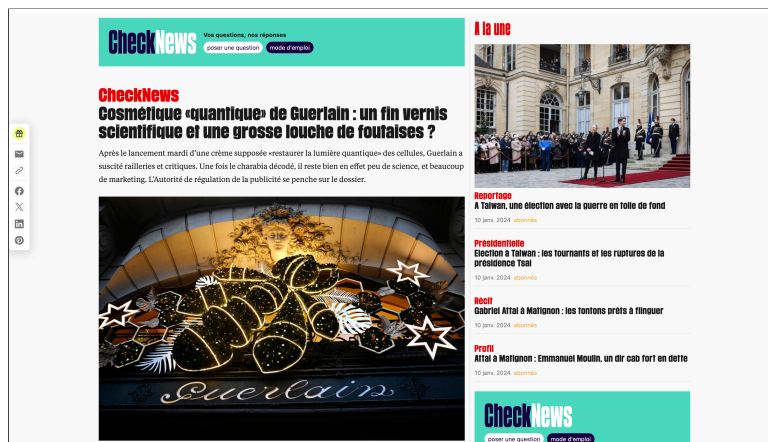 CheckNews
Vos questions, nos réponses
poser une question
mode d'emploi
CheckNews
Cosmétique «quantique» de Guerlain : un fin vernis
scientifique et une grosse louche de foutaises ?
Après le lancement mardi d'une crème supposée «restaurer la lumière quantique» des cellules, Guerlain a
suscité railleries et critiques. Une fois le charabia décodé, il reste bien en effet peu de science, et beaucoup
de marketing. L'Autorité de régulation de la publicité se penche sur le dossier.
Guerlain
A la une
Reportage
A Taiwan, une élection avec la guerre en toile de fond
10 janv. 2024 abonnés
Présidentielle
Election à Taiwan : les tournants et les ruptures de la
présidence Tsai
10 janv. 2024 abonnés
Récit
Gabriel Attal à Matignon : les tontons prêts à flinguer
10 janv. 2024 abonnés
Profil
Attal à Matignon : Emmanuel Moulin, un dir cab fort en dette
10 janv. 2024 abonnés
CheckNews
poser une question
mode d'emploi